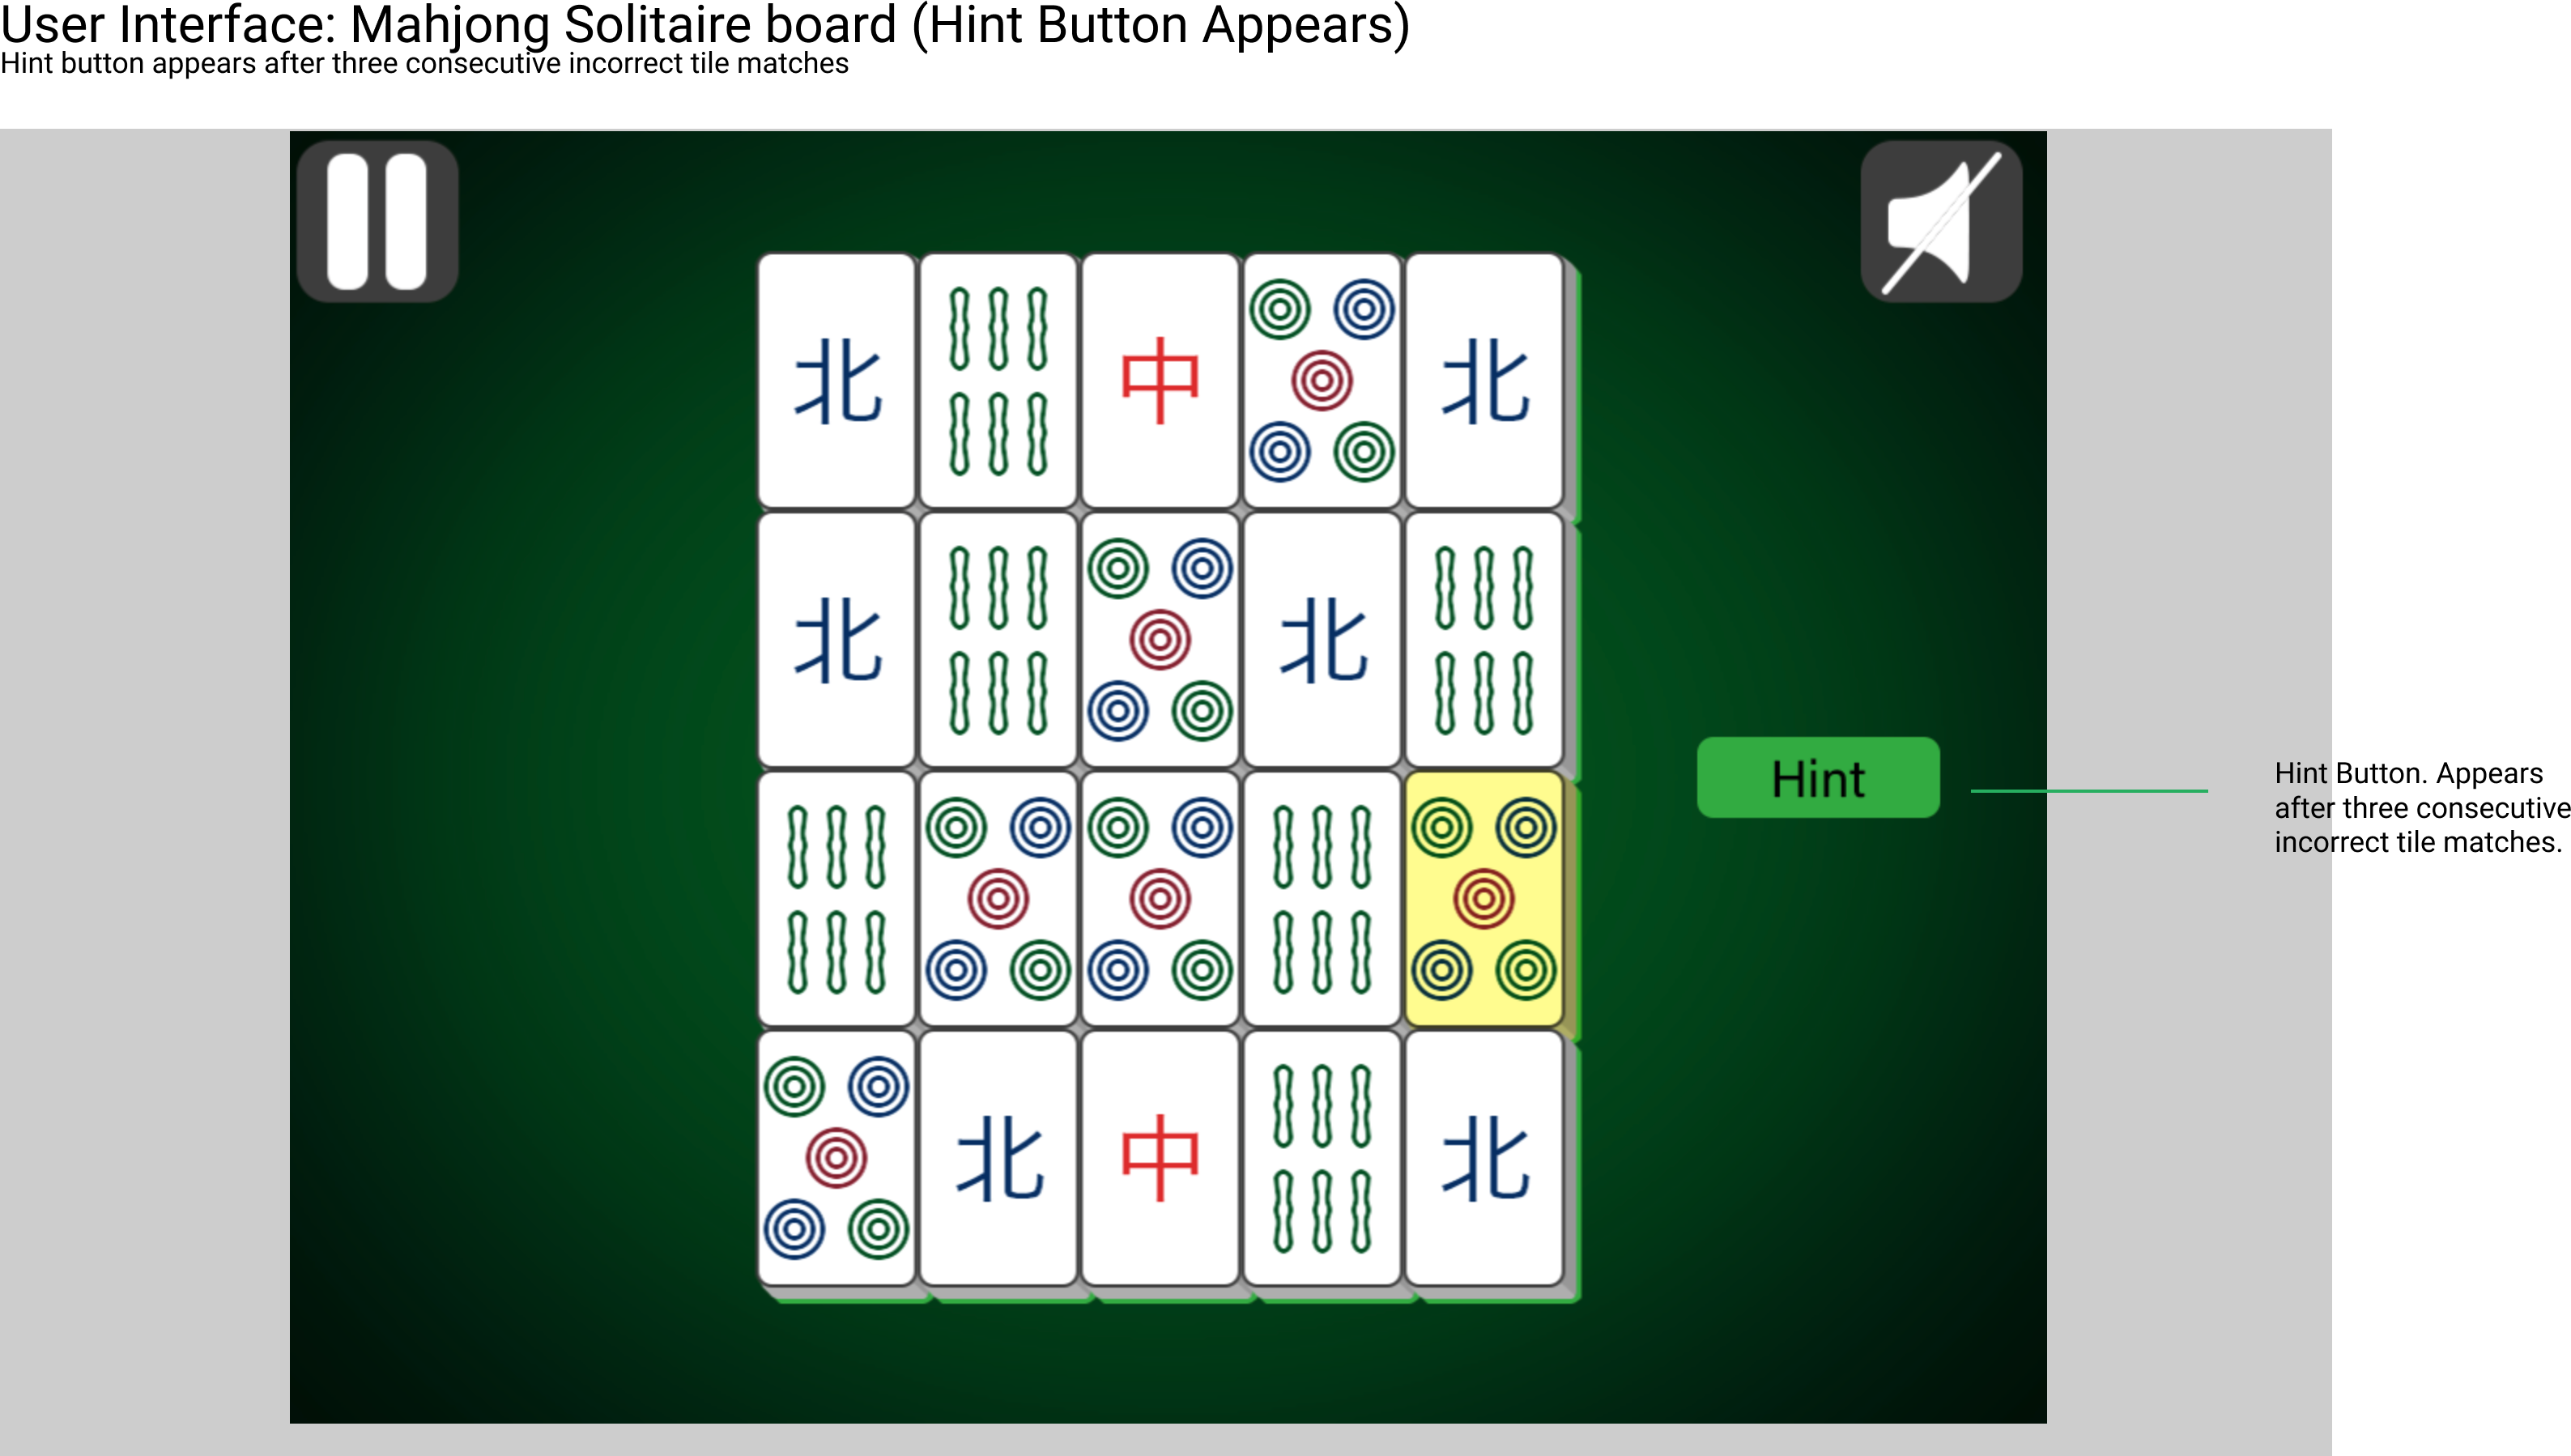 User Interface: Mahjong Solitaire board (Hint Button Appears)
Hint button appears after three consecutive incorrect tile matches
北 中 北
北 北
Hint
Hint Button. Appears
after three consecutive
incorrect tile matches.
北 中 北